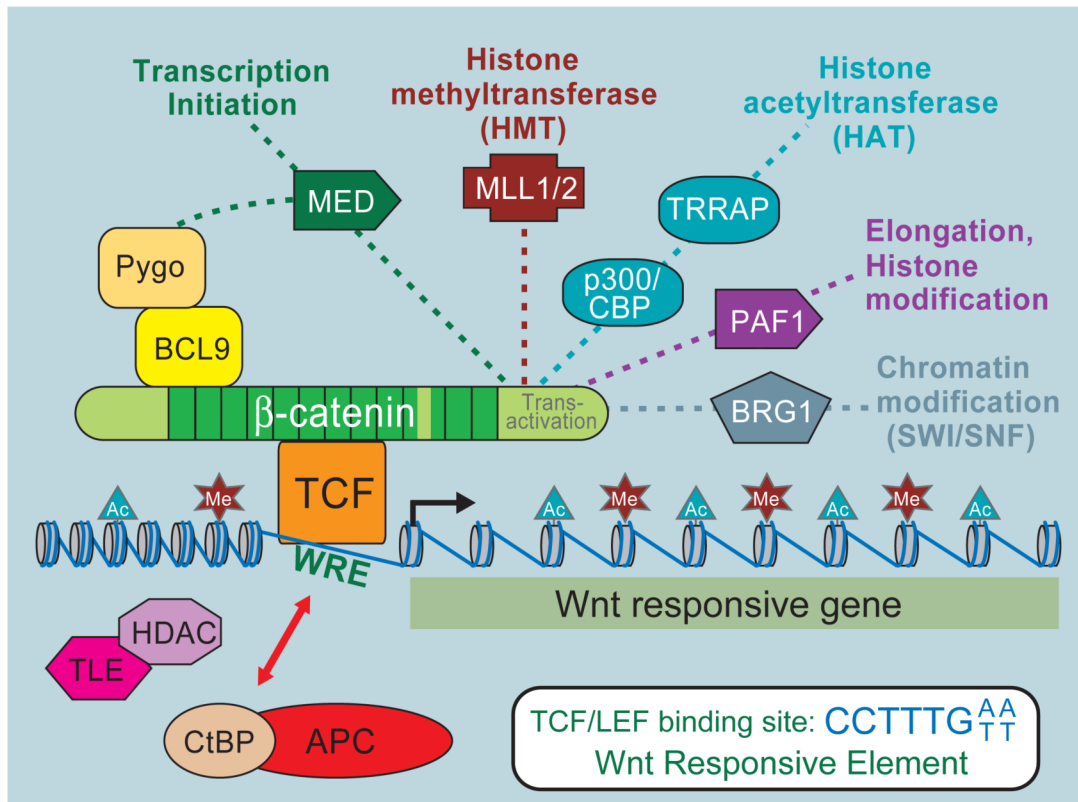 Transcription
Initiation
Histone
methyltransferase
(HMT)
Histone
acetyltransferase
(HAT)
MED
MLL1/2
TRRAP
Pygo
p300/
CBP
Elongation,
Histone
modification
PAF1
BCL9
β-catenin
Trans-
activation
BRG1
Chromatin
modification
(SWI/SNF)
TCF
Ac
Me
Ac
Me
Ac
Me
Ac
Me
Ac
WRE
Wnt responsive gene
HDAC
TLE
CtBP
APC
TCF/LEF binding site: CCTTTG A A
T T
Wnt Responsive Element